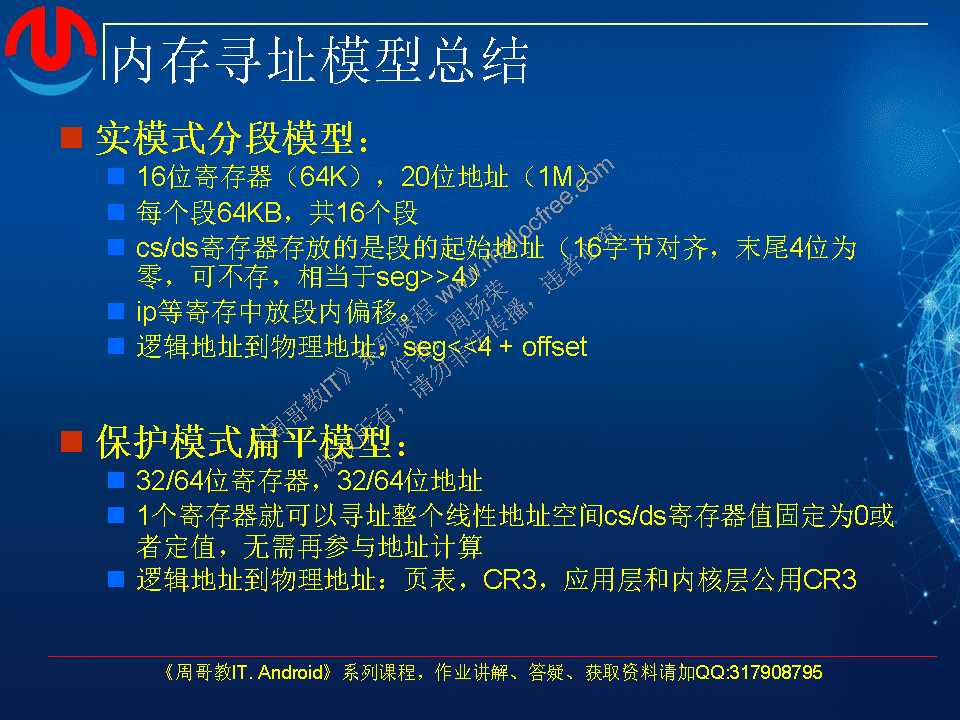 内存寻址模型总结
实模式分段模型：
16位寄存器（64K），20位地址（1M）
每个段64KB，共16个段
cs/ds寄存器存放的是段的起始地址（16字节对齐，末尾4位为
零，可不存，相当于seg>>4）
ip等寄存中放段内偏移。
逻辑地址到物理地址：seg<<4 + offset
《周哥教IT》系列课程 www.mallocfree.com
作者：周扬荣
版权所有，请勿非法传播，违者必究
保护模式扁平模型：
32/64位寄存器，32/64位地址
1个寄存器就可以寻址整个线性地址空间cs/ds寄存器值固定为0或
者定值，无需再参与地址计算
逻辑地址到物理地址：页表，CR3，应用层和内核层公用CR3
《周哥教IT. Android》系列课程，作业讲解、答疑、获取资料请加QQ:317908795